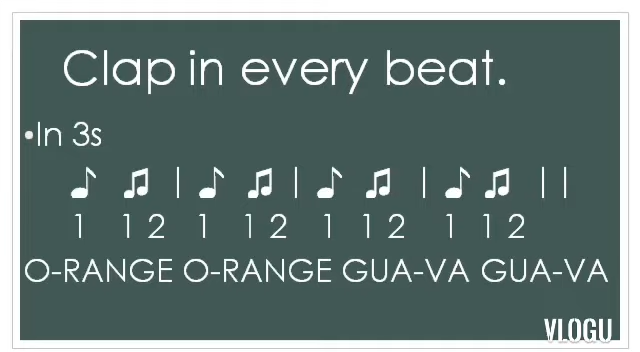 Clap in every beat.
•In 3s
♪ ♫ | ♪ ♫ | ♪ ♫ | ♪ ♫ ||
1 1 2 1 1 2 1 1 2 1 1 2
O-RANGE O-RANGE GUA-VA GUA-VA
VLOGU